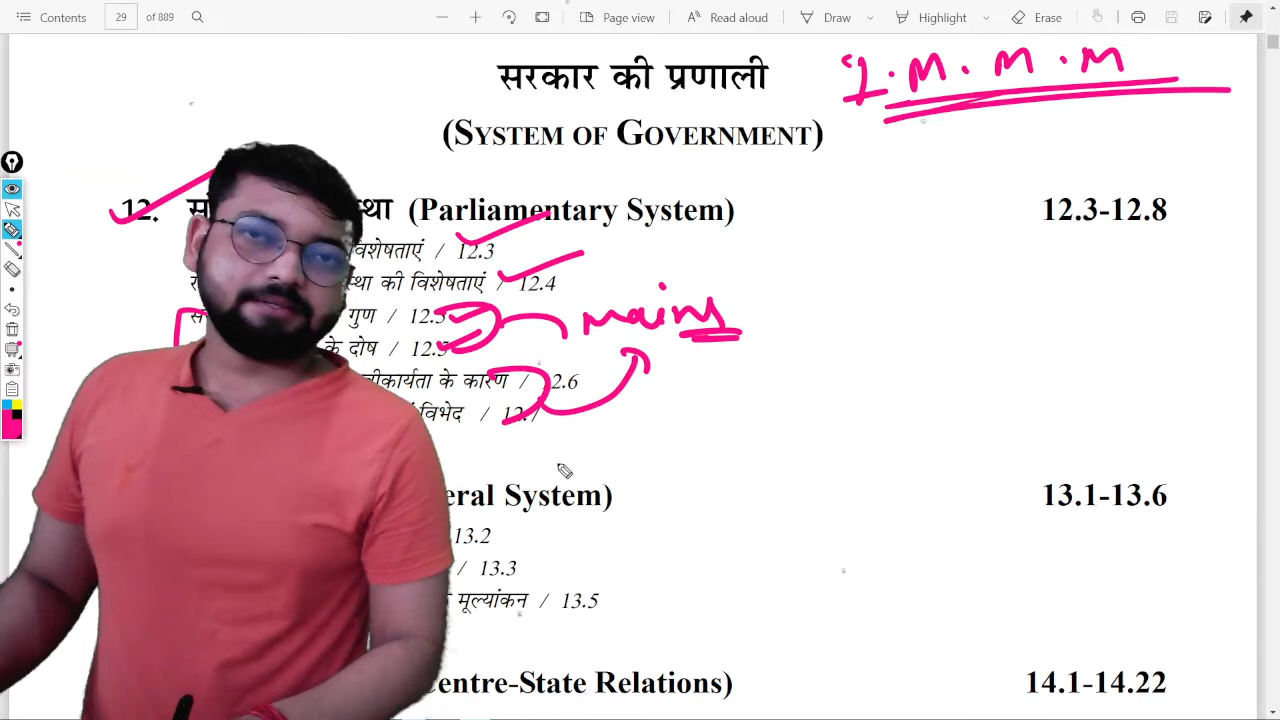 Contents 29 of 889 Page view Read aloud Draw Highlight Erase
सरकार की प्रणाली I.M.M.M
(SYSTEM OF GOVERNMENT)
12. (Parliamentary System) 12.3-12.8
विशेषताएं / 12.3
की विशेषताएं / 12.4
गुण / 12.5 mains
के दोष / 12.5
के कारण / 12.6
विभेद / 12.7
System) 13.1-13.6
13.2
/ 13.3
मूल्यांकन / 13.5
Centre-State Relations) 14.1-14.22